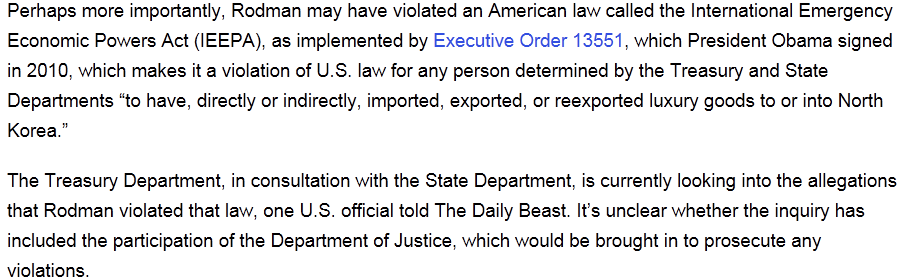 Perhaps more importantly, Rodman may have violated an American law called the International Emergency
Economic Powers Act (IEEPA), as implemented by Executive Order 13551, which President Obama signed
in 2010, which makes it a violation of U.S. law for any person determined by the Treasury and State
Departments “to have, directly or indirectly, imported, exported, or reexported luxury goods to or into North
Korea.”
The Treasury Department, in consultation with the State Department, is currently looking into the allegations
that Rodman violated that law, one U.S. official told The Daily Beast. It’s unclear whether the inquiry has
included the participation of the Department of Justice, which would be brought in to prosecute any
violations.